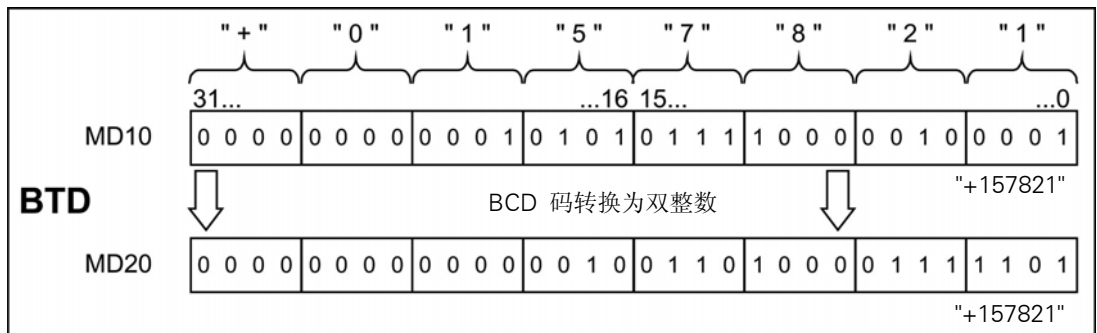 "+" "0" "1" "5" "7" "8" "2" "1"
31... ...16 15... ...0
MD10 0 0 0 0 0 0 0 0 0 0 0 1 0 1 0 1 0 1 1 1 1 0 0 0 0 0 1 0 0 0 0 1
"+157821"
BTD BCD 码转换为双整数
MD20 0 0 0 0 0 0 0 0 0 0 0 0 0 0 1 0 0 1 1 0 1 0 0 0 0 1 1 1 1 1 0 1
"+157821"